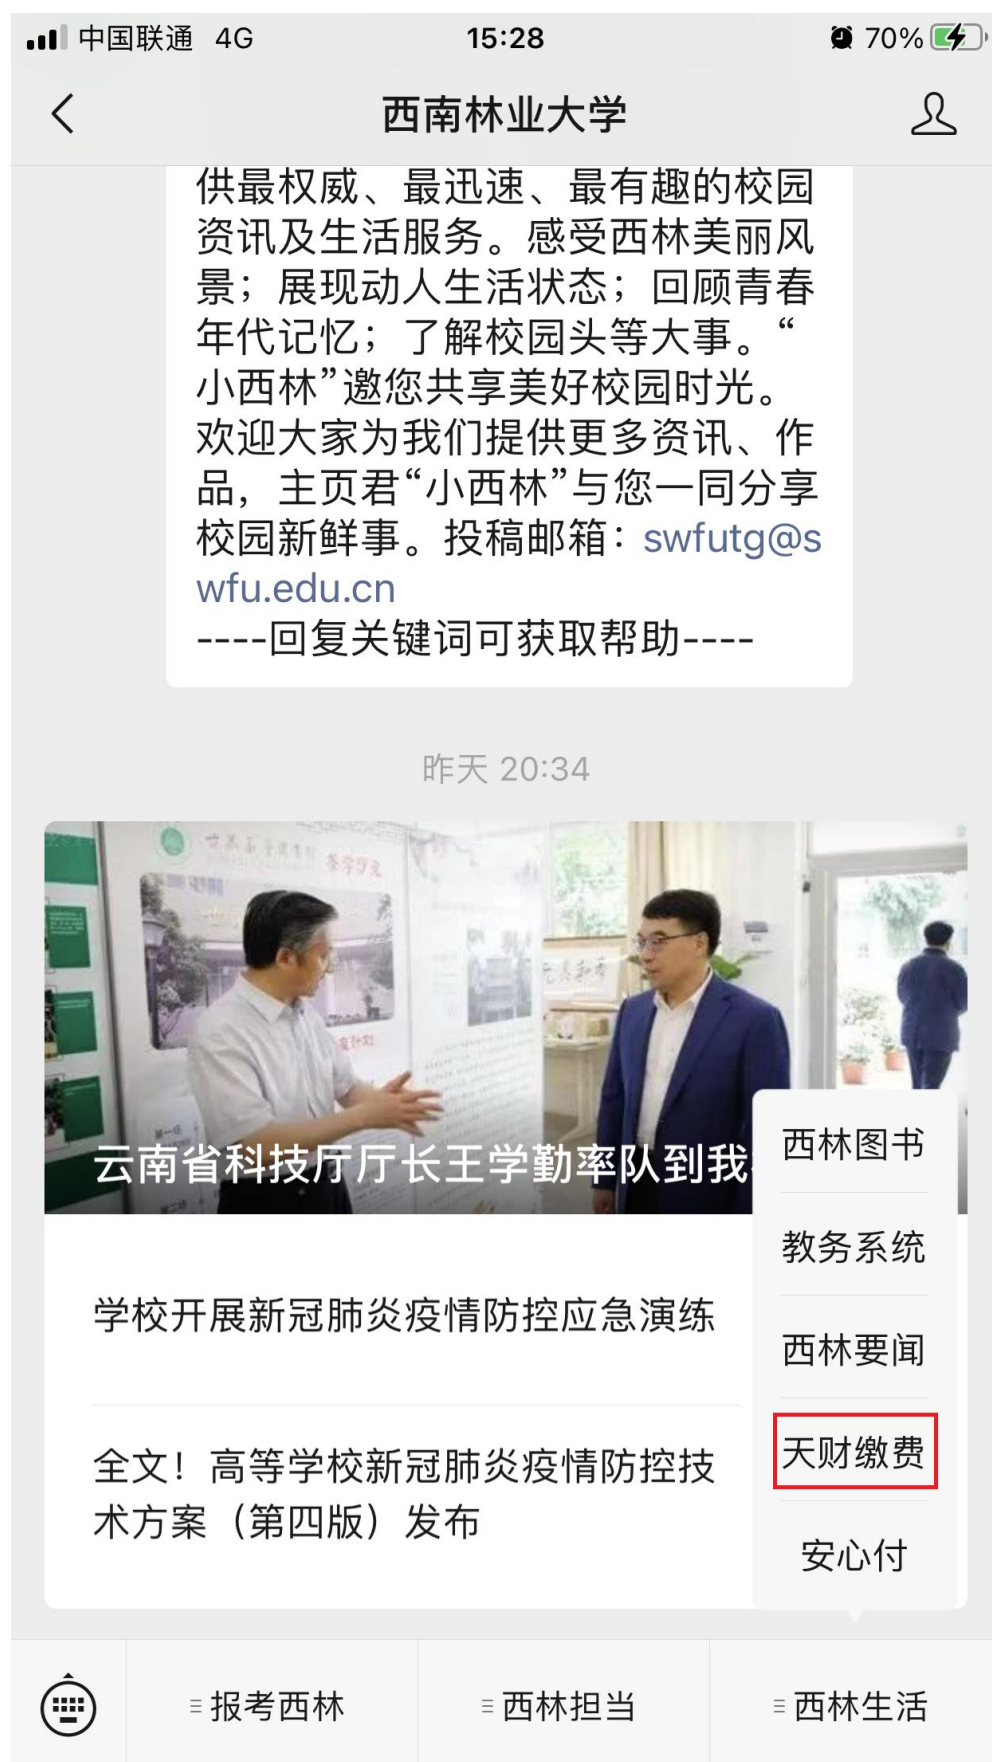 中国联通 4G 15:28 70%
西南林业大学
供最权威、最迅速、最有趣的校园
资讯及生活服务。感受西林美丽风
景；展现动人生活状态；回顾青春
年代记忆；了解校园头等大事。“
小西林”邀您共享美好校园时光。
欢迎大家为我们提供更多资讯、作
品，主页君“小西林”与您一同分享
校园新鲜事。投稿邮箱：swfutg@s
wfu.edu.cn
----回复关键词可获取帮助----
昨天 20:34
云南省科技厅厅长王学勤率队到我
学校开展新冠肺炎疫情防控应急演练
全文！高等学校新冠肺炎疫情防控技
术方案（第四版）发布
西林图书
教务系统
西林要闻
天财缴费
安心付
报考西林
西林担当
西林生活